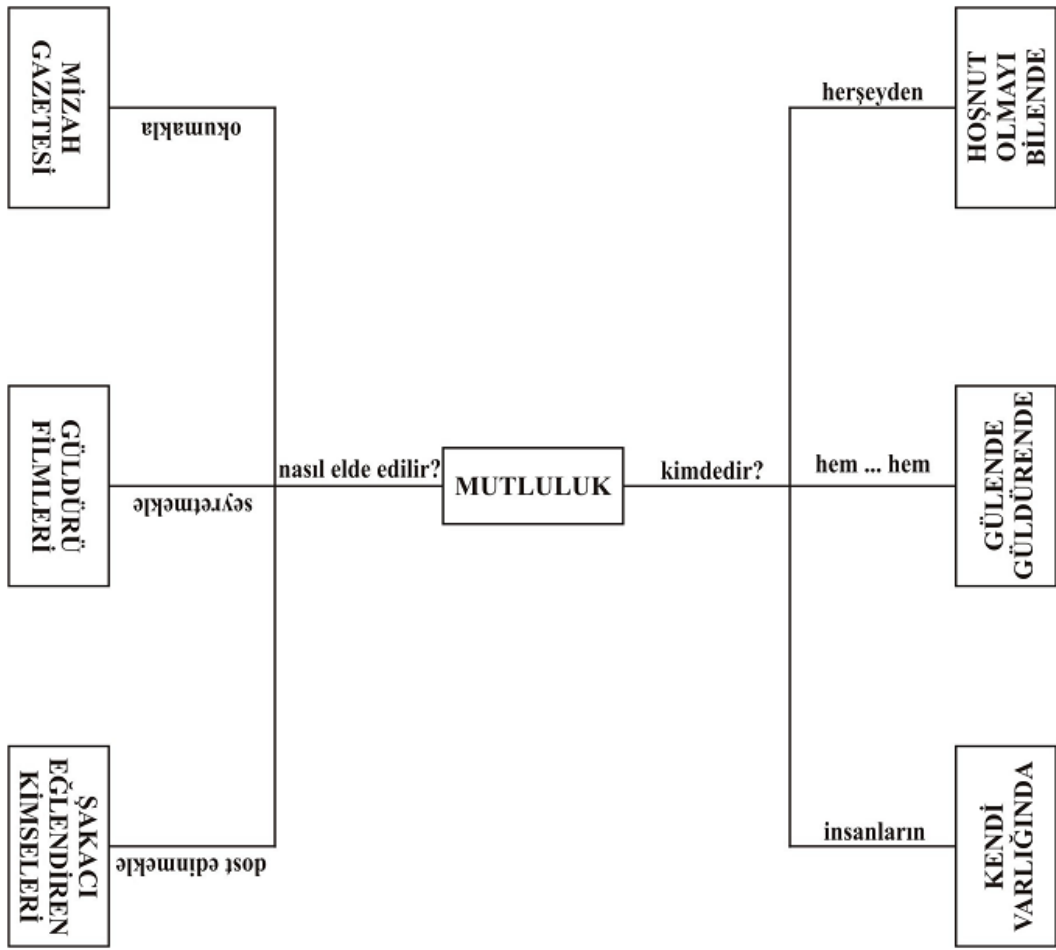 MİZAH
GAZETESİ
okumakla
GÜLDÜRÜ
FİLMLERİ
seyretmekle
ŞAKACI
EĞLENDİREN
KİMSELERİ
dost edinmekle
nasıl elde edilir?
MUTLULUK
kimdedir?
herşeyden
HOŞNUT
OLMAYI
BİLENDE
hem ... hem
GÜLENDE
GÜLDÜRENDE
insanların
KENDİ
VARLIĞINDA